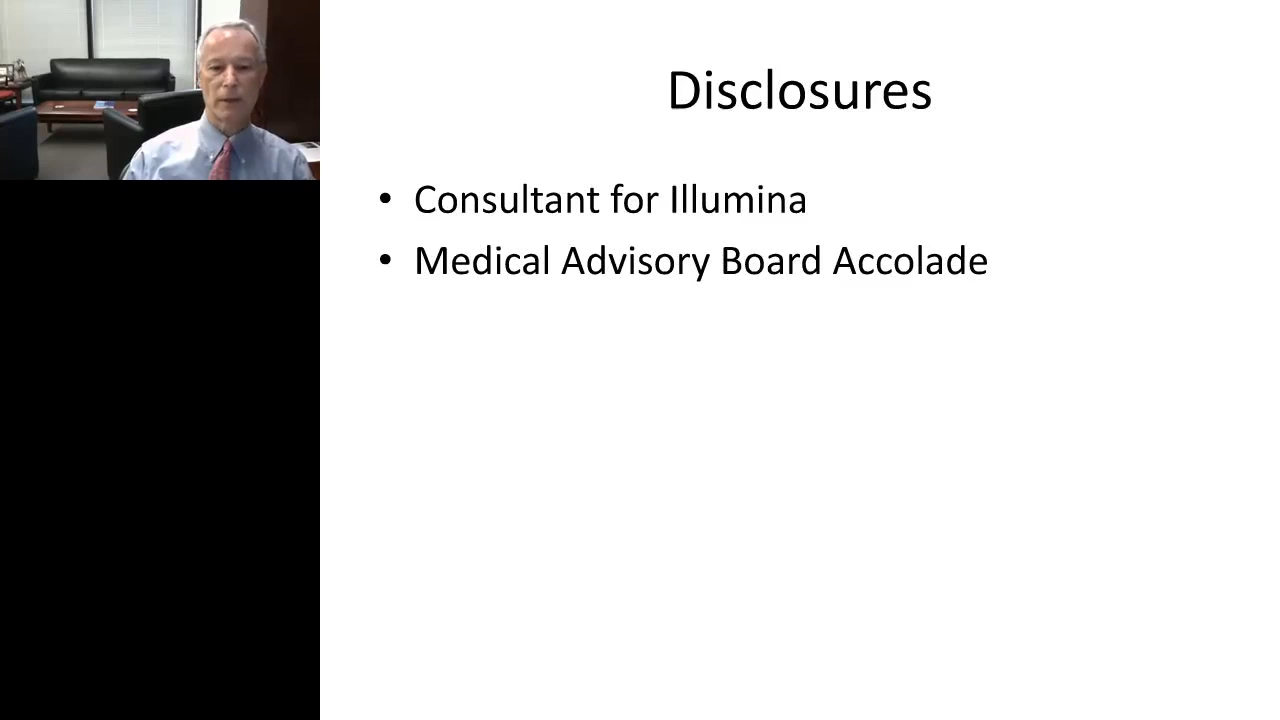 Disclosures
• Consultant for Illumina
• Medical Advisory Board Accolade